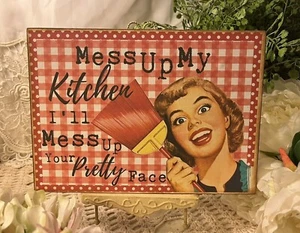 Mess Up My
Kitchen
I'll
Mess Up
Your Pretty Face